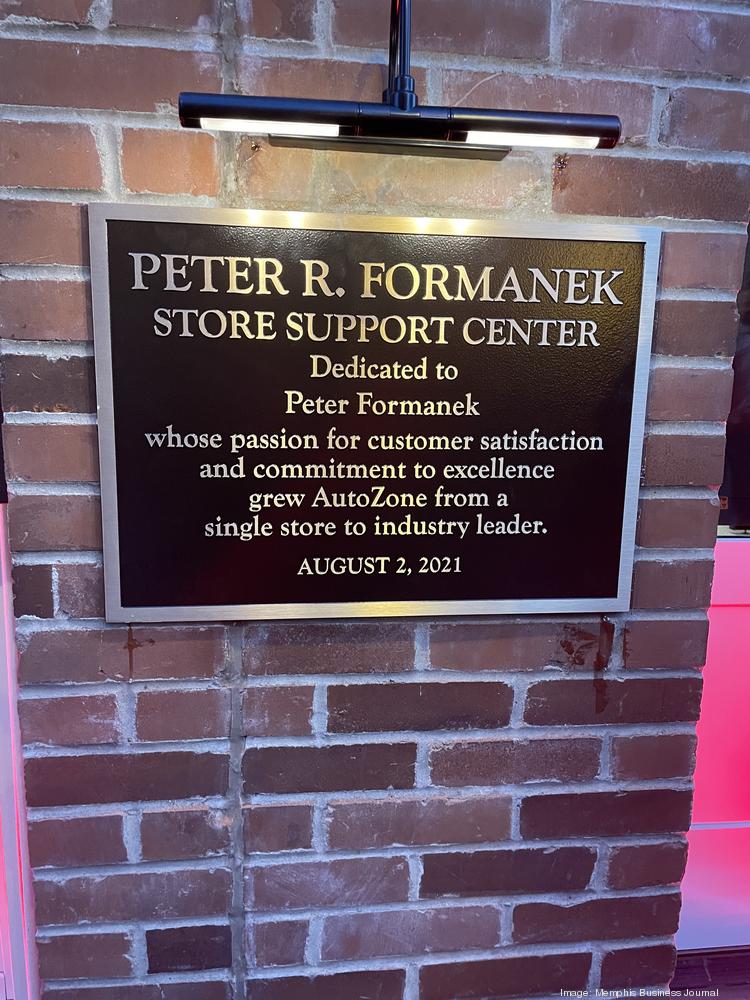 PETER R. FORMANEK
STORE SUPPORT CENTER
Dedicated to
Peter Formanek
whose passion for customer satisfaction
and commitment to excellence
grew AutoZone from a
single store to industry leader.
AUGUST 2, 2021
Image: Memphis Business Journal